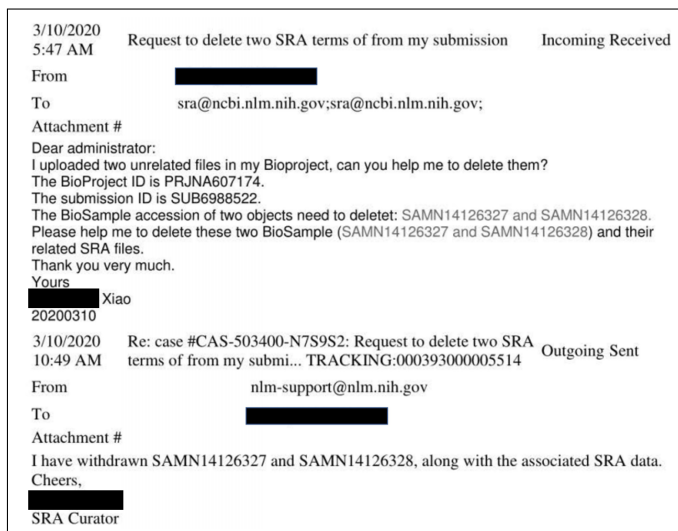 3/10/2020
5:47 AM
Request to delete two SRA terms of from my submission
Incoming Received
From
To
sra@ncbi.nlm.nih.gov;sra@ncbi.nlm.nih.gov;
Attachment #
Dear administrator:
I uploaded two unrelated files in my Bioproject, can you help me to delete them?
The BioProject ID is PRJNA607174.
The submission ID is SUB6988522.
The BioSample accession of two objects need to deletet: SAMN14126327 and SAMN14126328.
Please help me to delete these two BioSample (SAMN14126327 and SAMN14126328) and their
related SRA files.
Thank you very much.
Yours
Xiao
20200310
3/10/2020
10:49 AM
Re: case #CAS-503400-N7S9S2: Request to delete two SRA
terms of from my submi... TRACKING:000393000005514
Outgoing Sent
From
nlm-support@nlm.nih.gov
To
Attachment #
I have withdrawn SAMN14126327 and SAMN14126328, along with the associated SRA data.
Cheers,
SRA Curator